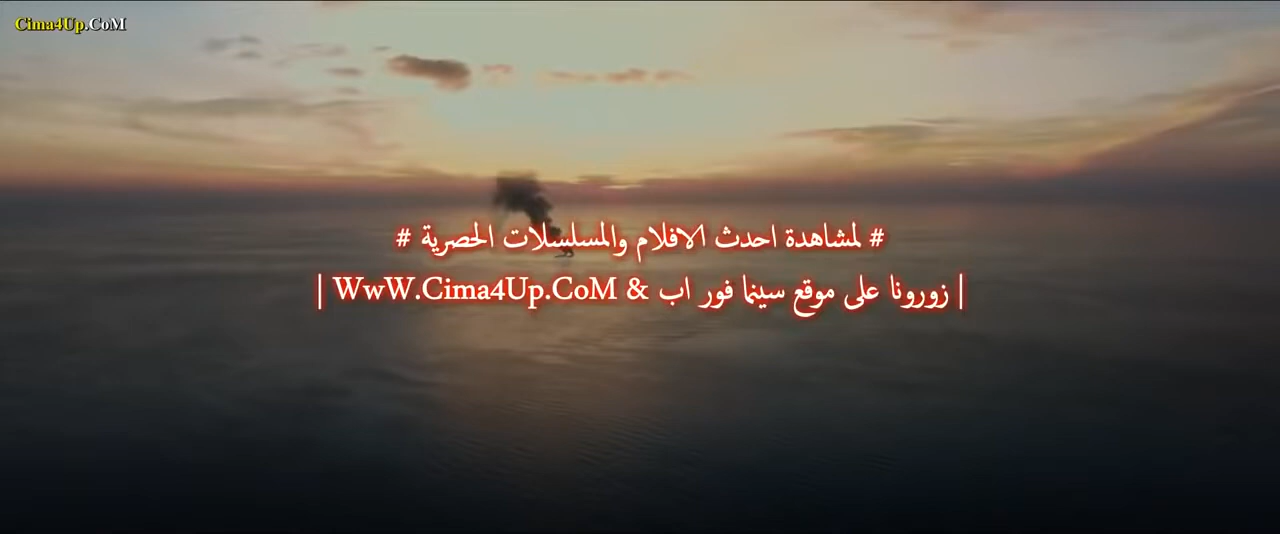 Cima4Up.CoM
# لمشاهدة احدث الافلام والمسلسلات الحصرية #
| زورونا على موقع سينما فور اب & WwW.Cima4Up.CoM |